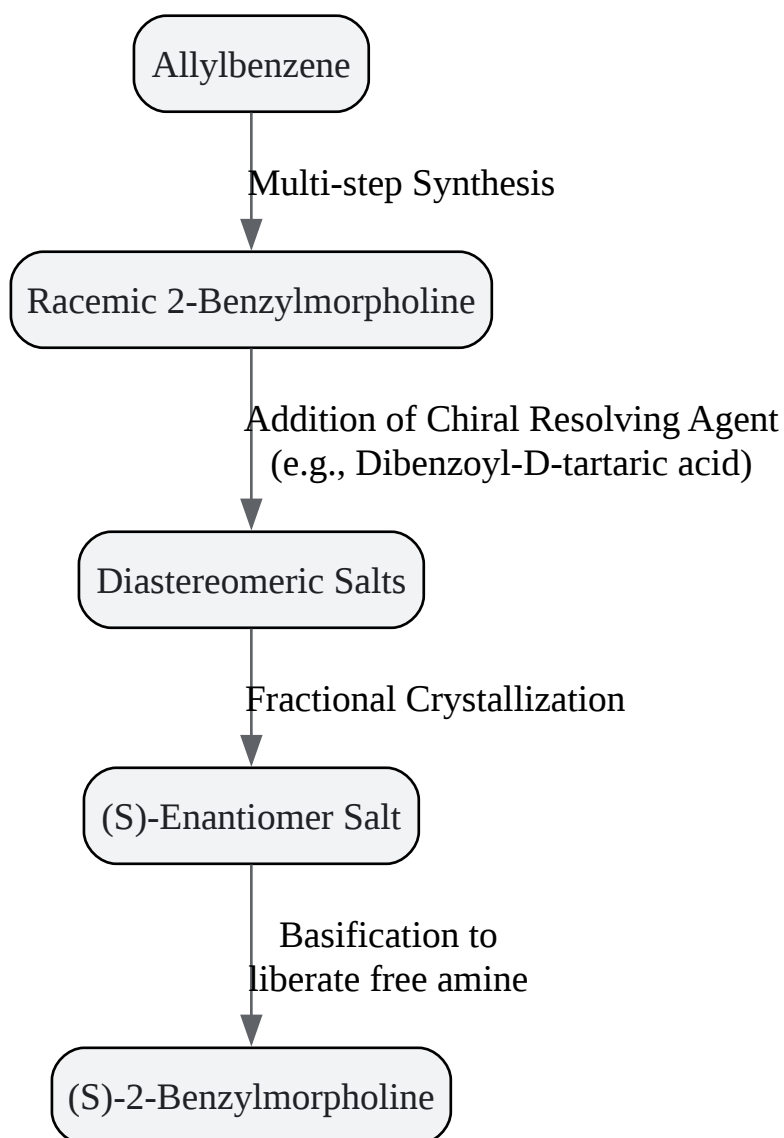 Allylbenzene
Multi-step Synthesis
Racemic 2-Benzylmorpholine
Addition of Chiral Resolving Agent
(e.g., Dibenzoyl-D-tartaric acid)
Diastereomeric Salts
Fractional Crystallization
(S)-Enantiomer Salt
Basification to
liberate free amine
(S)-2-Benzylmorpholine